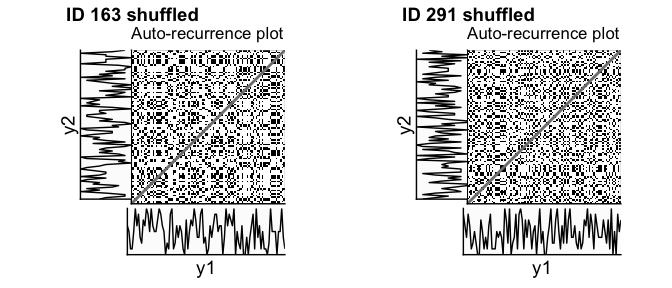 ID 163 shuffled
Auto-recurrence plot
y2
y1
ID 291 shuffled
Auto-recurrence plot
y2
y1